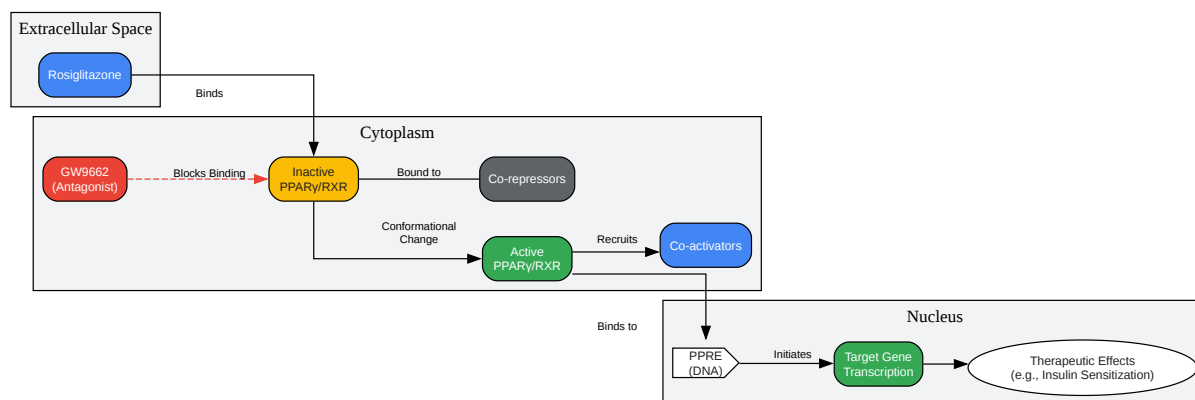 Extracellular Space
Rosiglitazone
Binds
Cytoplasm
GW9662
(Antagonist)
Blocks Binding
Inactive
PPARγ/RXR
Bound to
Co-repressors
Conformational
Change
Active
PPARγ/RXR
Recruits
Co-activators
Binds to
Nucleus
PPRE
(DNA)
Initiates
Target Gene
Transcription
Therapeutic Effects
(e.g., Insulin Sensitization)